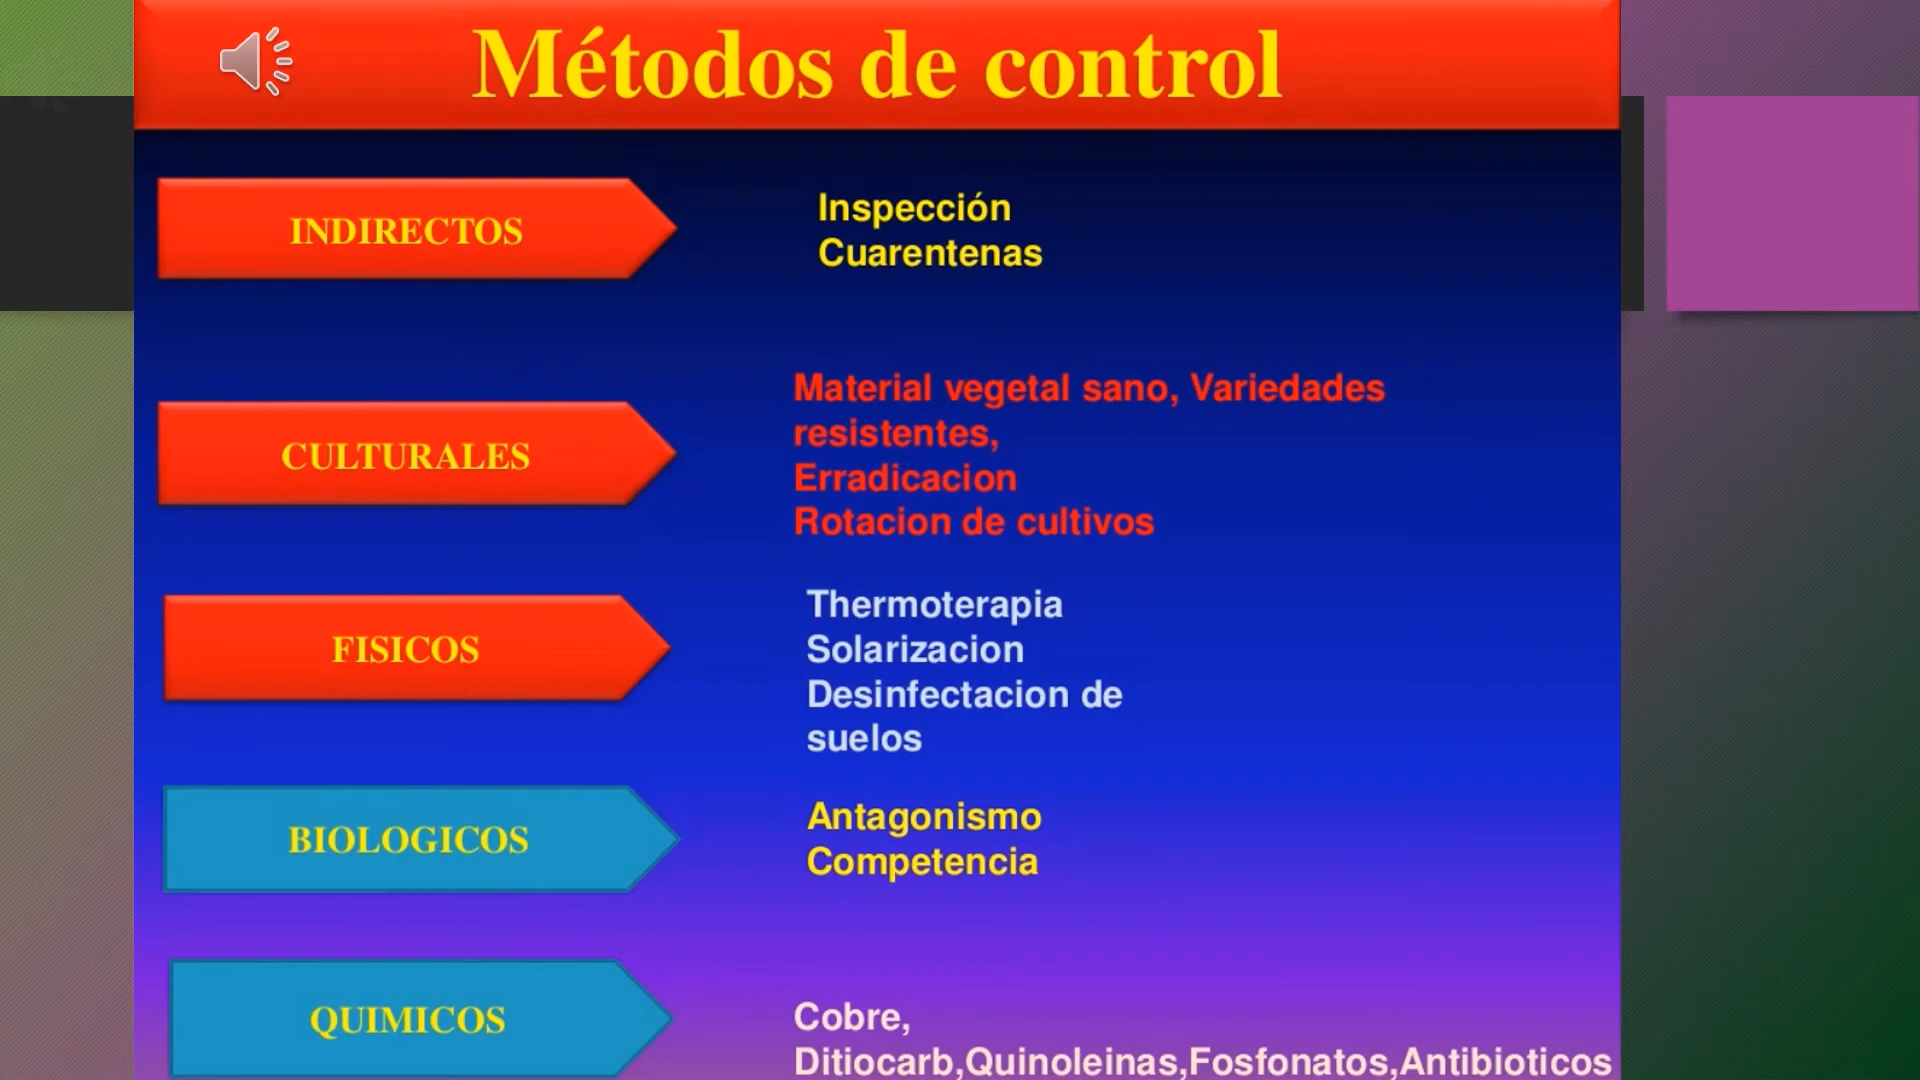 Métodos de control
INDIRECTOS
Inspección
Cuarentenas
CULTURALES
Material vegetal sano, Variedades
resistentes,
Erradicacion
Rotacion de cultivos
FISICOS
Thermoterapia
Solarizacion
Desinfectacion de
suelos
BIOLOGICOS
Antagonismo
Competencia
QUIMICOS
Cobre,
Ditiocarb,Quinoleinas,Fosfonatos,Antibioticos